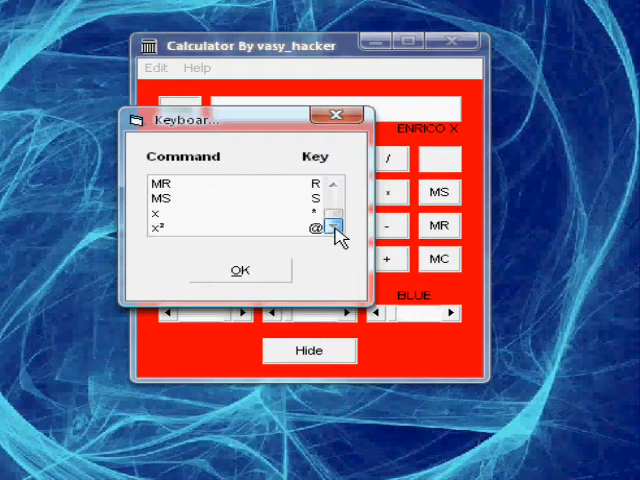 Calculator By vasy_hacker
Edit Help
Keyboar...
ENRICO X
Command Key
/
MR R
MS S
x *
x² @
* MS
- MR
+ MC
OK
BLUE
Hide